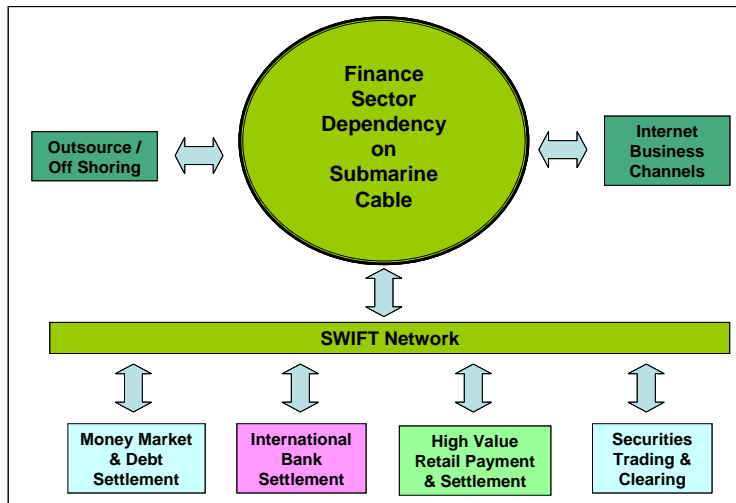 Finance
Sector
Dependency
on
Submarine
Cable
Outsource /
Off Shoring
Internet
Business
Channels
SWIFT Network
Money Market
& Debt
Settlement
International
Bank
Settlement
High Value
Retail Payment
& Settlement
Securities
Trading &
Clearing